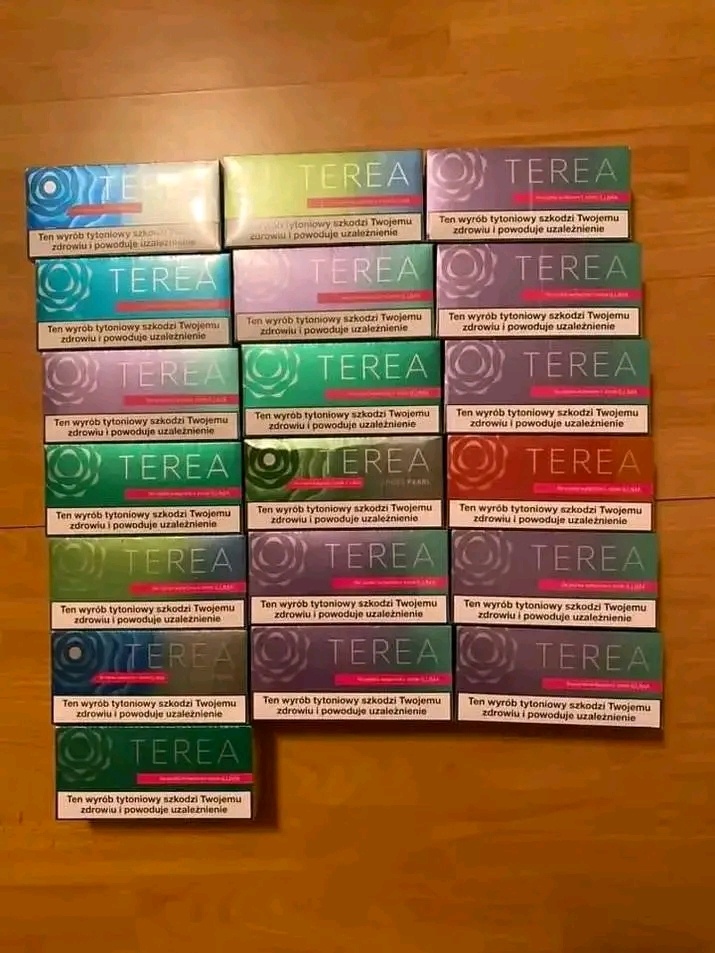 TE
Ten wyrób tytoniowy szkodzi Twojemu
zdrowiu i powoduje uzależnienie
TEREA
Ten wyrób tytoniowy szkodzi Twojemu
zdrowiu i powoduje uzależnienie
TEREA
Ten wyrób tytoniowy szkodzi Twojemu
zdrowiu i powoduje uzależnienie
TEREA
Ten wyrób tytoniowy szkodzi Twojemu
zdrowiu i powoduje uzależnienie
TEREA
Ten wyrób tytoniowy szkodzi Twojemu
zdrowiu i powoduje uzależnienie
TEREA
Ten wyrób tytoniowy szkodzi Twojemu
zdrowiu i powoduje uzależnienie
TEREA
Ten wyrób tytoniowy szkodzi Twojemu
zdrowiu i powoduje uzależnienie
TEREA
Ten wyrób tytoniowy szkodzi Twojemu
zdrowiu i powoduje uzależnienie
TEREA
Ten wyrób tytoniowy szkodzi Twojemu
zdrowiu i powoduje uzależnienie
TEREA
Ten wyrób tytoniowy szkodzi Twojemu
zdrowiu i powoduje uzależnienie
TEREA
PEARL
Ten wyrób tytoniowy szkodzi Twojemu
zdrowiu i powoduje uzależnienie
TEREA
Ten wyrób tytoniowy szkodzi Twojemu
zdrowiu i powoduje uzależnienie
TEREA
Ten wyrób tytoniowy szkodzi Twojemu
zdrowiu i powoduje uzależnienie
TEREA
Ten wyrób tytoniowy szkodzi Twojemu
zdrowiu i powoduje uzależnienie
TEREA
Ten wyrób tytoniowy szkodzi Twojemu
zdrowiu i powoduje uzależnienie
TEREA
Ten wyrób tytoniowy szkodzi Twojemu
zdrowiu i powoduje uzależnienie
TEREA
Ten wyrób tytoniowy szkodzi Twojemu
zdrowiu i powoduje uzależnienie
TEREA
Ten wyrób tytoniowy szkodzi Twojemu
zdrowiu i powoduje uzależnienie
TEREA
Ten wyrób tytoniowy szkodzi Twojemu
zdrowiu i powoduje uzależnienie